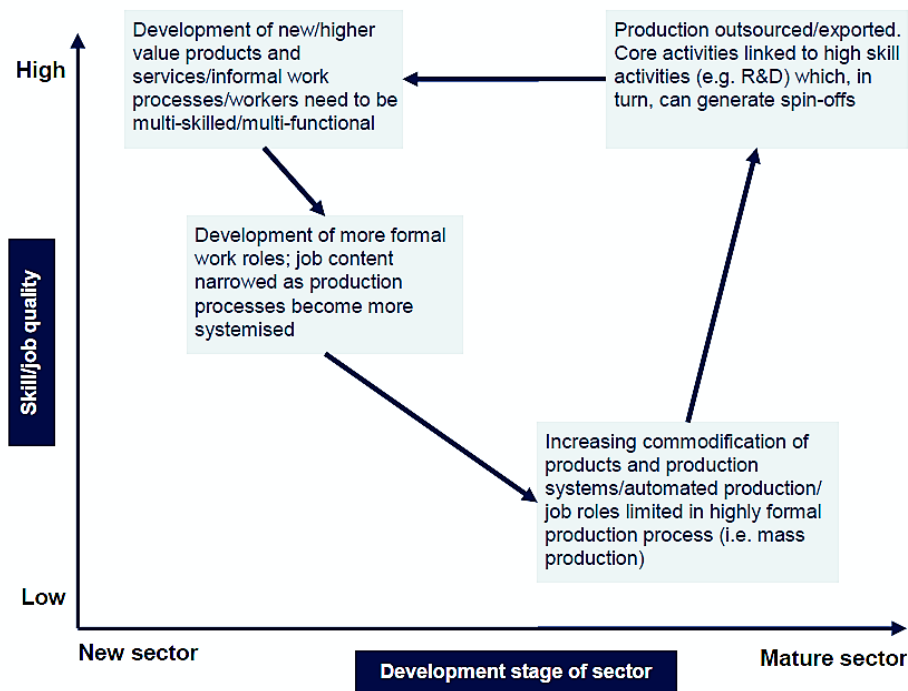 Development of new/higher
value products and
services/informal work
processes/workers need to be
multi-skilled/multi-functional
Production outsourced/exported.
Core activities linked to high skill
activities (e.g. R&D) which, in
turn, can generate spin-offs
High
Development of more formal
work roles; job content
narrowed as production
processes become more
systemised
Skill/job quality
Increasing commodification of
products and production
systems/automated production/
job roles limited in highly formal
production process (i.e. mass
production)
Low
New sector
Development stage of sector
Mature sector